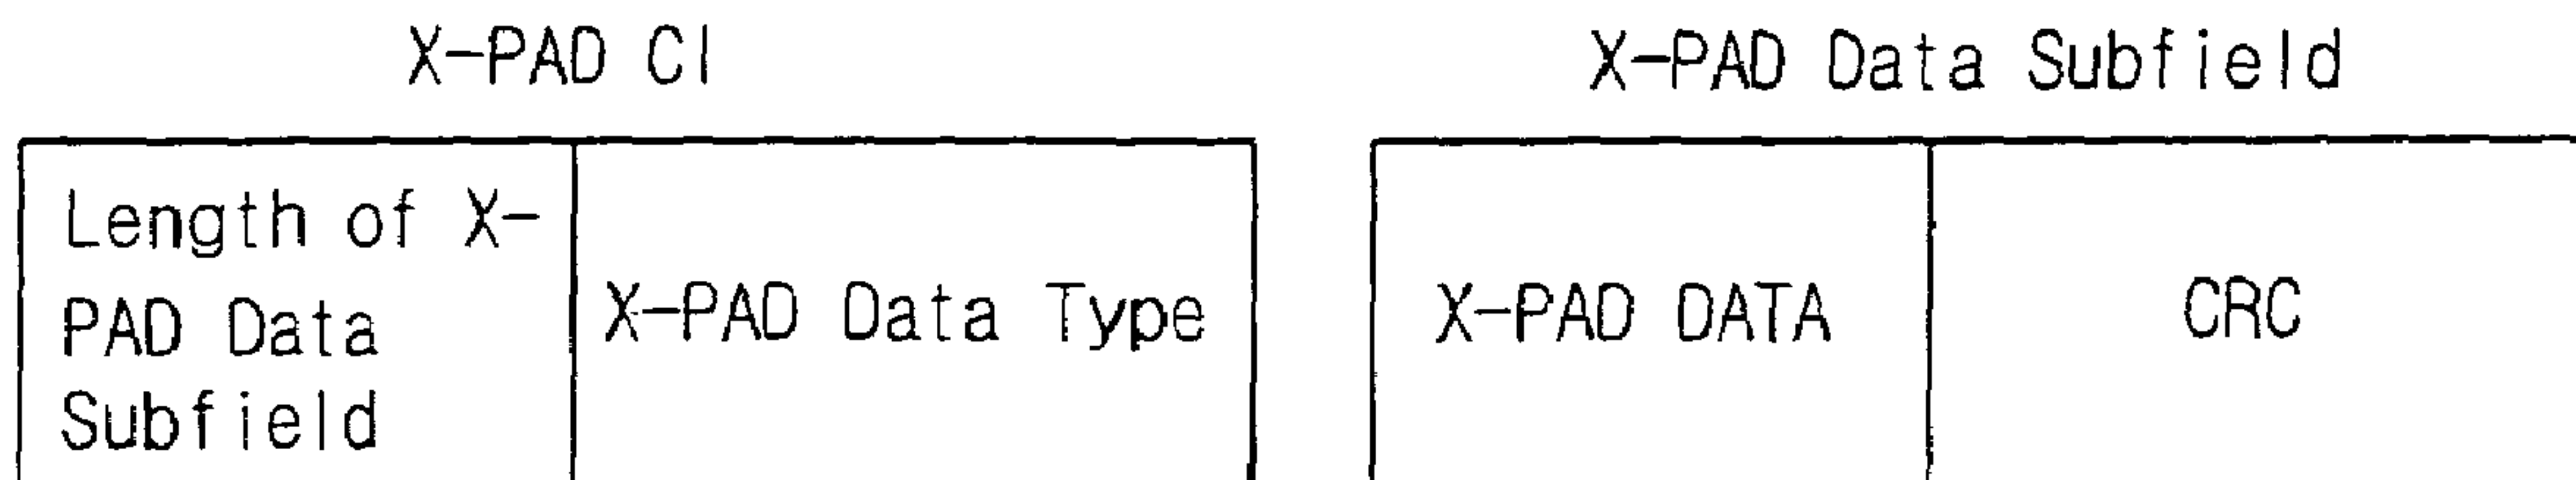 X-PAD CI
X-PAD Data Subfield
Length of X-
PAD Data
Subfield
X-PAD Data Type
X-PAD DATA
CRC